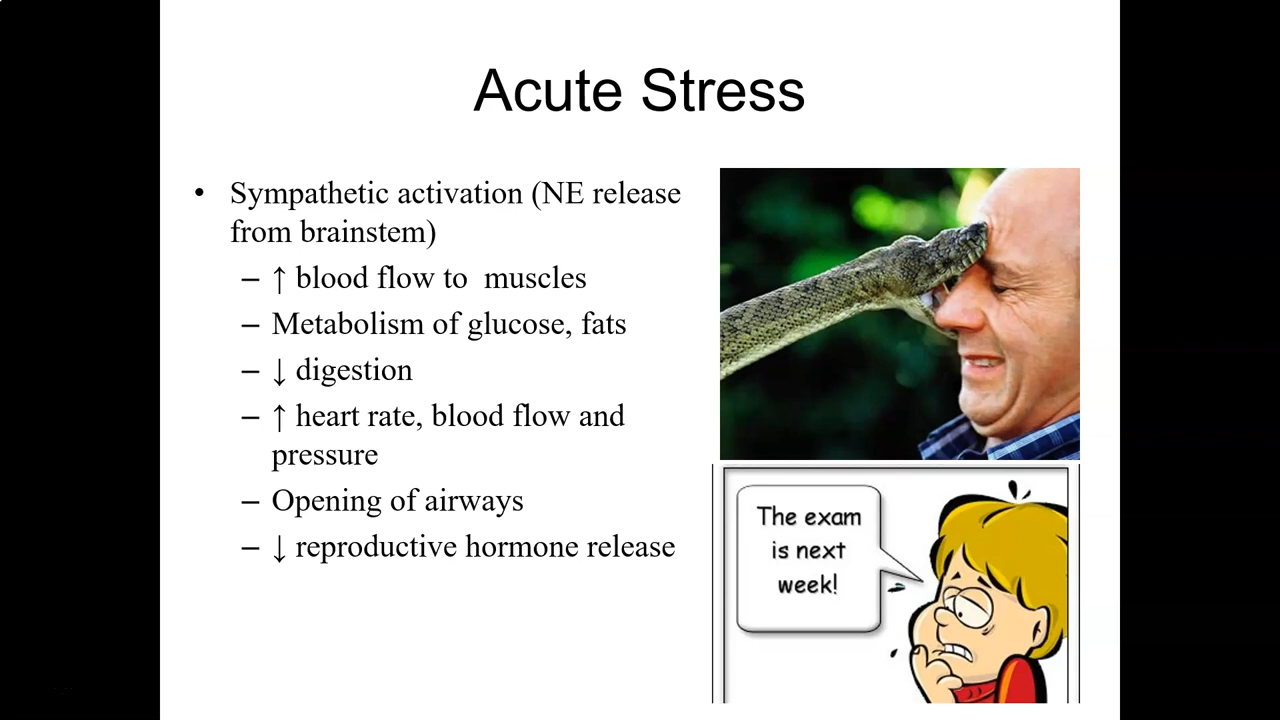 Acute Stress
• Sympathetic activation (NE release
from brainstem)
– ↑ blood flow to  muscles
– Metabolism of glucose, fats
– ↓ digestion
– ↑ heart rate, blood flow and
pressure
– Opening of airways
– ↓ reproductive hormone release
The exam
is next
week!